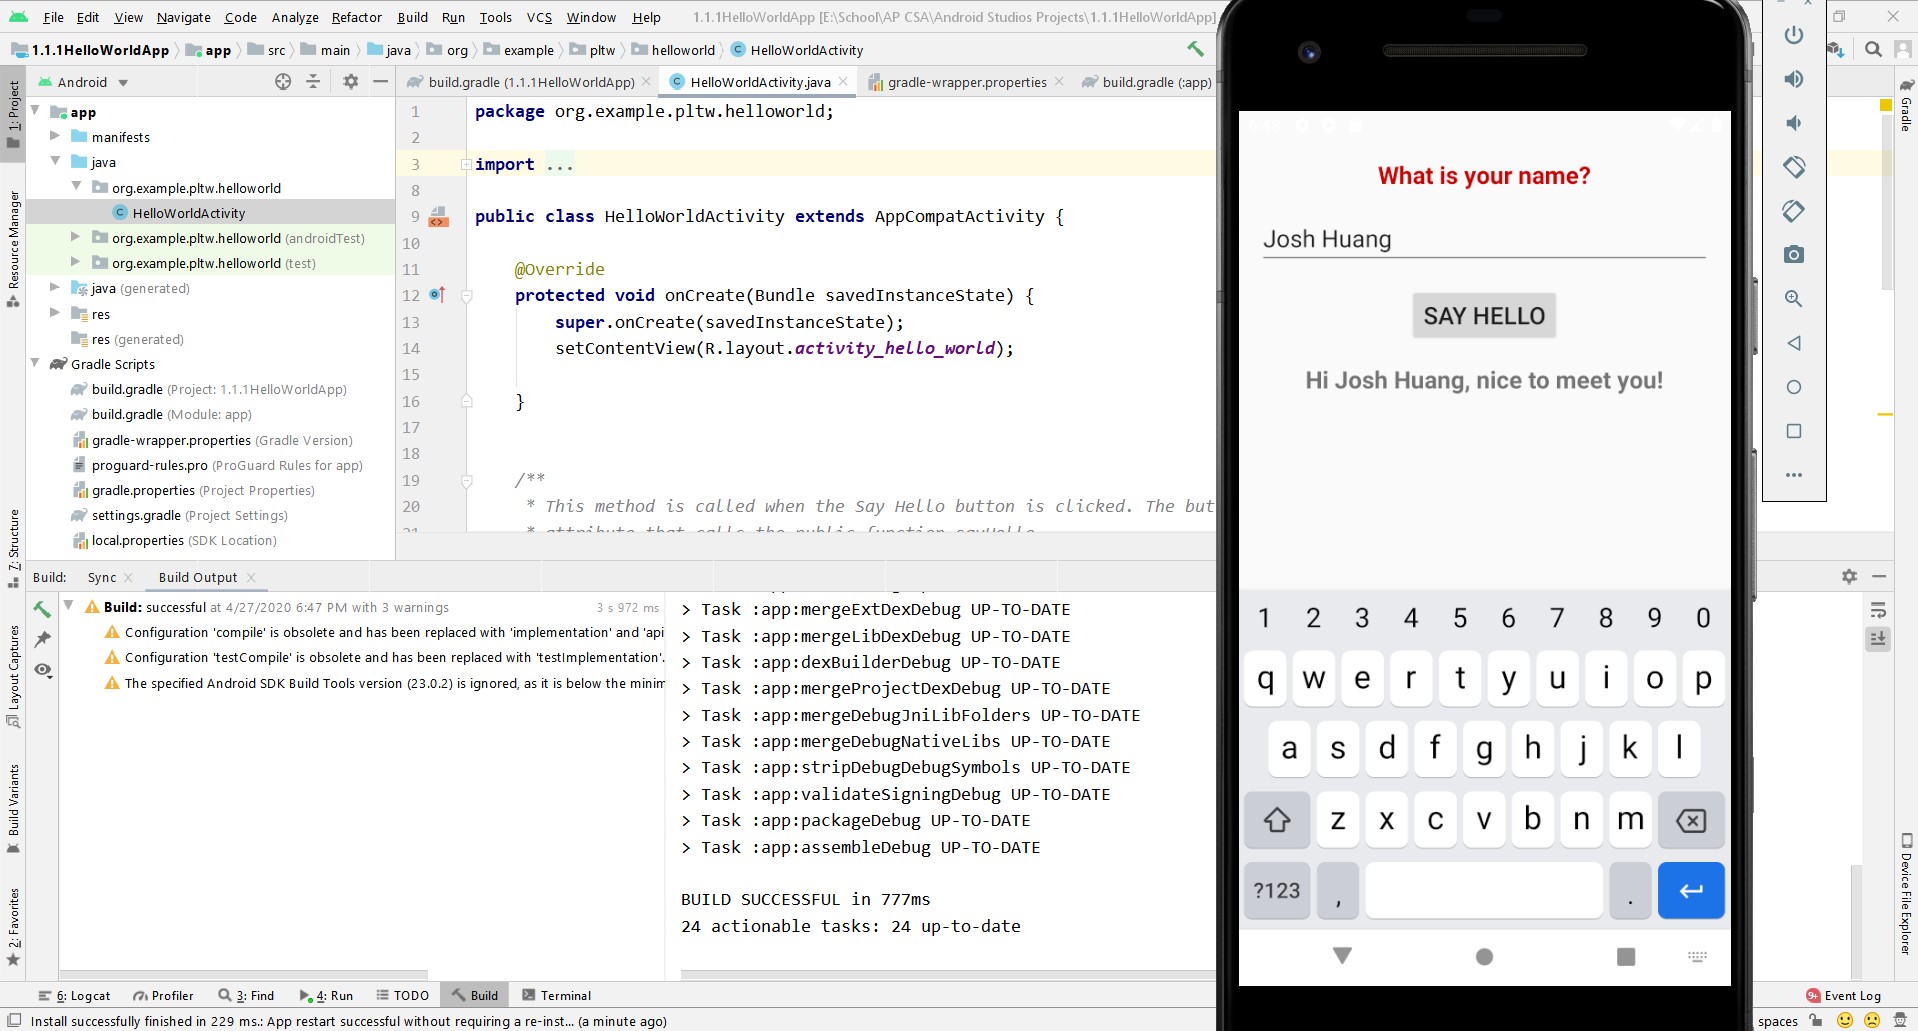 File Edit View Navigate Code Analyze Refactor Build Run Tools VCS Window Help 1.1.1HelloWorldApp [E:\School\AP CSA\Android Studios Projects\1.1.1HelloWorldApp]
1.1.1HelloWorldApp app src main java org example pltw helloworld HelloWorldActivity
Android
build.gradle (1.1.1HelloWorldApp) HelloWorldActivity.java gradle-wrapper.properties build.gradle (:app)
1: Project
Resource Manager
7: Structure
Layout Captures
Build Variants
2: Favorites
app
manifests
java
org.example.pltw.helloworld
HelloWorldActivity
org.example.pltw.helloworld (androidTest)
org.example.pltw.helloworld (test)
java (generated)
res
res (generated)
Gradle Scripts
build.gradle (Project: 1.1.1HelloWorldApp)
build.gradle (Module: app)
gradle-wrapper.properties (Gradle Version)
proguard-rules.pro (ProGuard Rules for app)
gradle.properties (Project Properties)
settings.gradle (Project Settings)
local.properties (SDK Location)
1 package org.example.pltw.helloworld;
2
3 import ...
8
9 public class HelloWorldActivity extends AppCompatActivity {
10
11 @Override
12 protected void onCreate(Bundle savedInstanceState) {
13 super.onCreate(savedInstanceState);
14 setContentView(R.layout.activity_hello_world);
15
16 }
17
18
19 /**
20 * This method is called when the Say Hello button is clicked. The but
21 * attribute that calls the public function sayHello
Build: Sync Build Output
Build: successful at 4/27/2020 6:47 PM with 3 warnings 3 s 972 ms
Configuration 'compile' is obsolete and has been replaced with 'implementation' and 'api
Configuration 'testCompile' is obsolete and has been replaced with 'testImplementation'.
The specified Android SDK Build Tools version (23.0.2) is ignored, as it is below the minim
> Task :app:mergeExtDexDebug UP-TO-DATE
> Task :app:mergeLibDexDebug UP-TO-DATE
> Task :app:dexBuilderDebug UP-TO-DATE
> Task :app:mergeProjectDexDebug UP-TO-DATE
> Task :app:mergeDebugJniLibFolders UP-TO-DATE
> Task :app:mergeDebugNativeLibs UP-TO-DATE
> Task :app:stripDebugDebugSymbols UP-TO-DATE
> Task :app:validateSigningDebug UP-TO-DATE
> Task :app:packageDebug UP-TO-DATE
> Task :app:assembleDebug UP-TO-DATE
BUILD SUCCESSFUL in 777ms
24 actionable tasks: 24 up-to-date
What is your name?
Josh Huang
SAY HELLO
Hi Josh Huang, nice to meet you!
1 2 3 4 5 6 7 8 9 0
q w e r t y u i o p
a s d f g h j k l
z x c v b n m
?123 , .
Gradle
Device File Explorer
6: Logcat Profiler 3: Find 4: Run TODO Build Terminal 9+ Event Log
Install successfully finished in 229 ms.: App restart successful without requiring a re-inst... (a minute ago) spaces